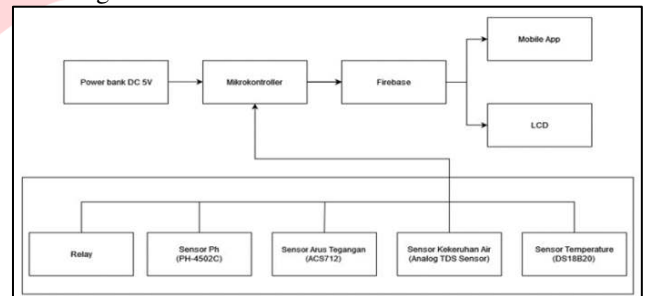 Mobile App
Power bank DC 5V
Mikrokontroller
Firebase
LCD
Relay
Sensor Ph
(PH-4502C)
Sensor Arus Tegangan
(ACS712)
Sensor Kekeruhan Air
(Analog TDS Sensor)
Sensor Temperature
(DS18B20)